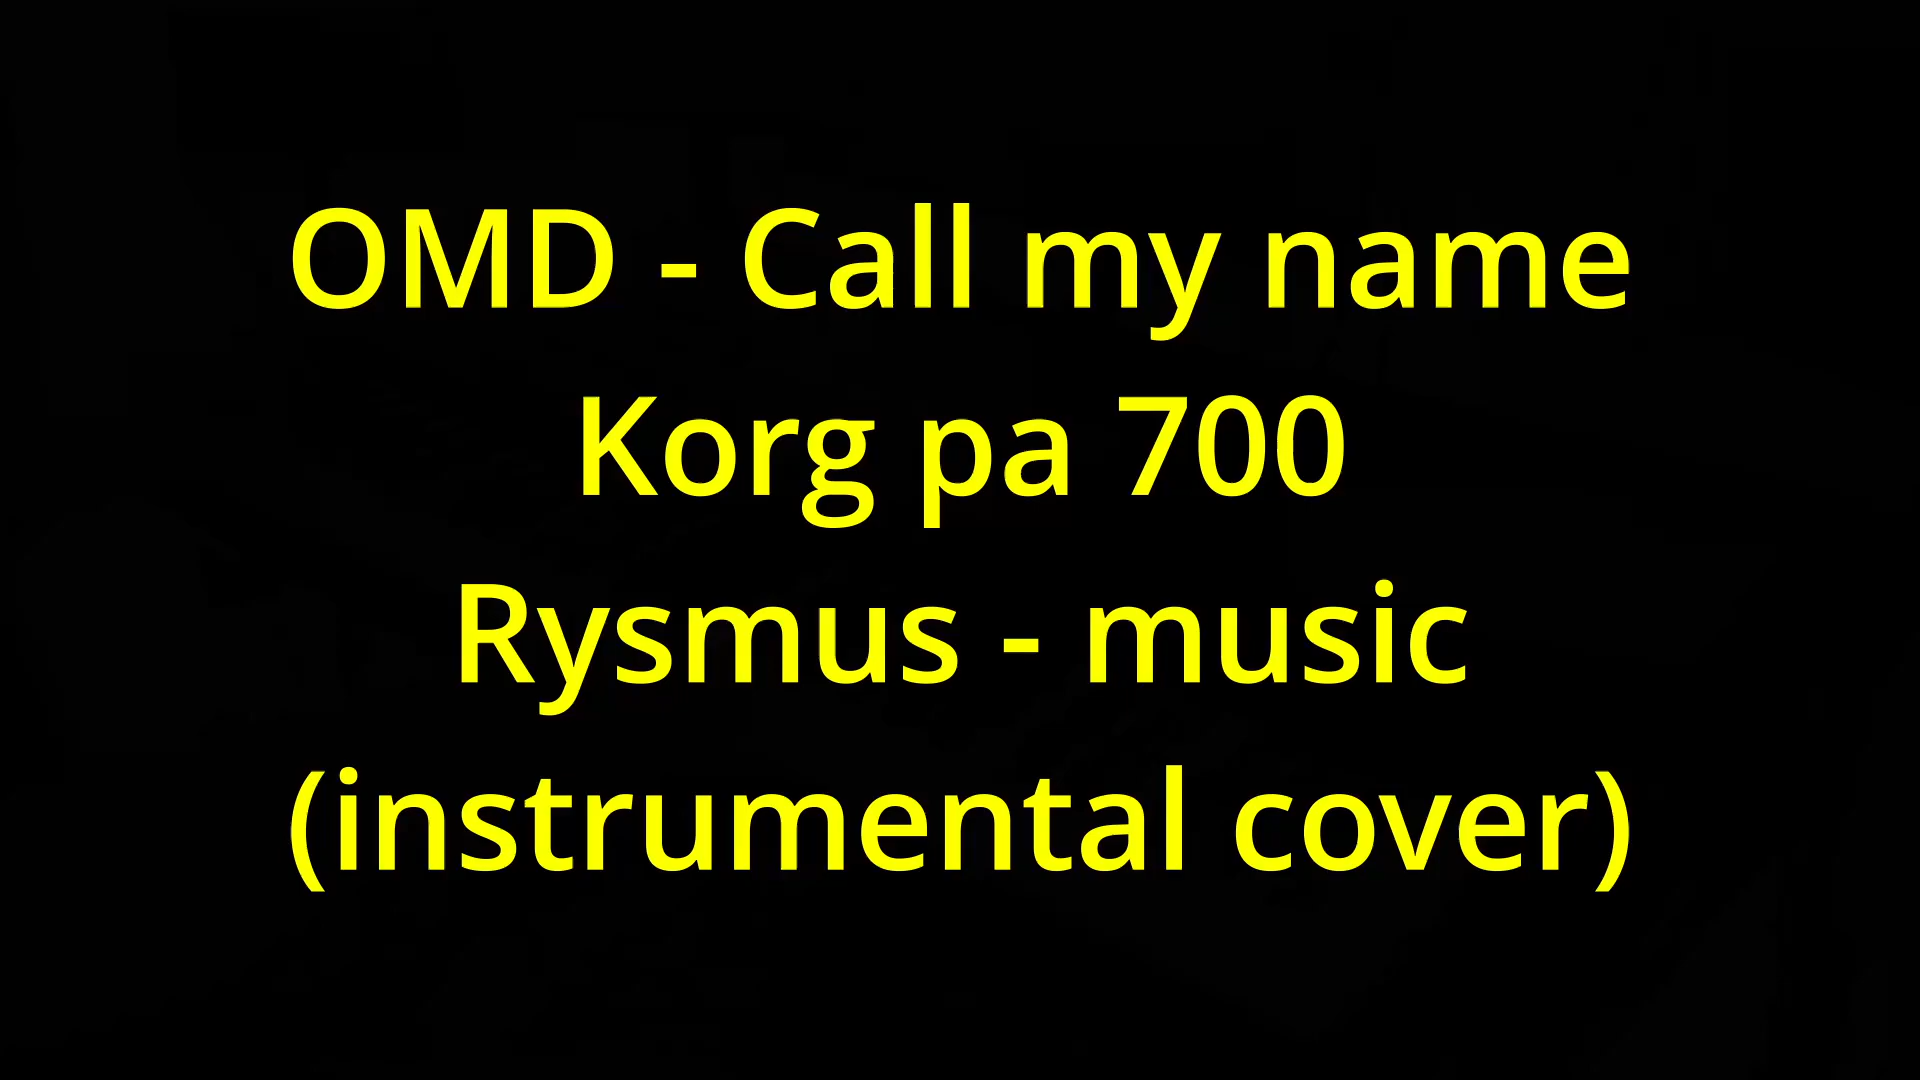 OMD - Call my name
Korg pa 700
Rysmus - music
(instrumental cover)